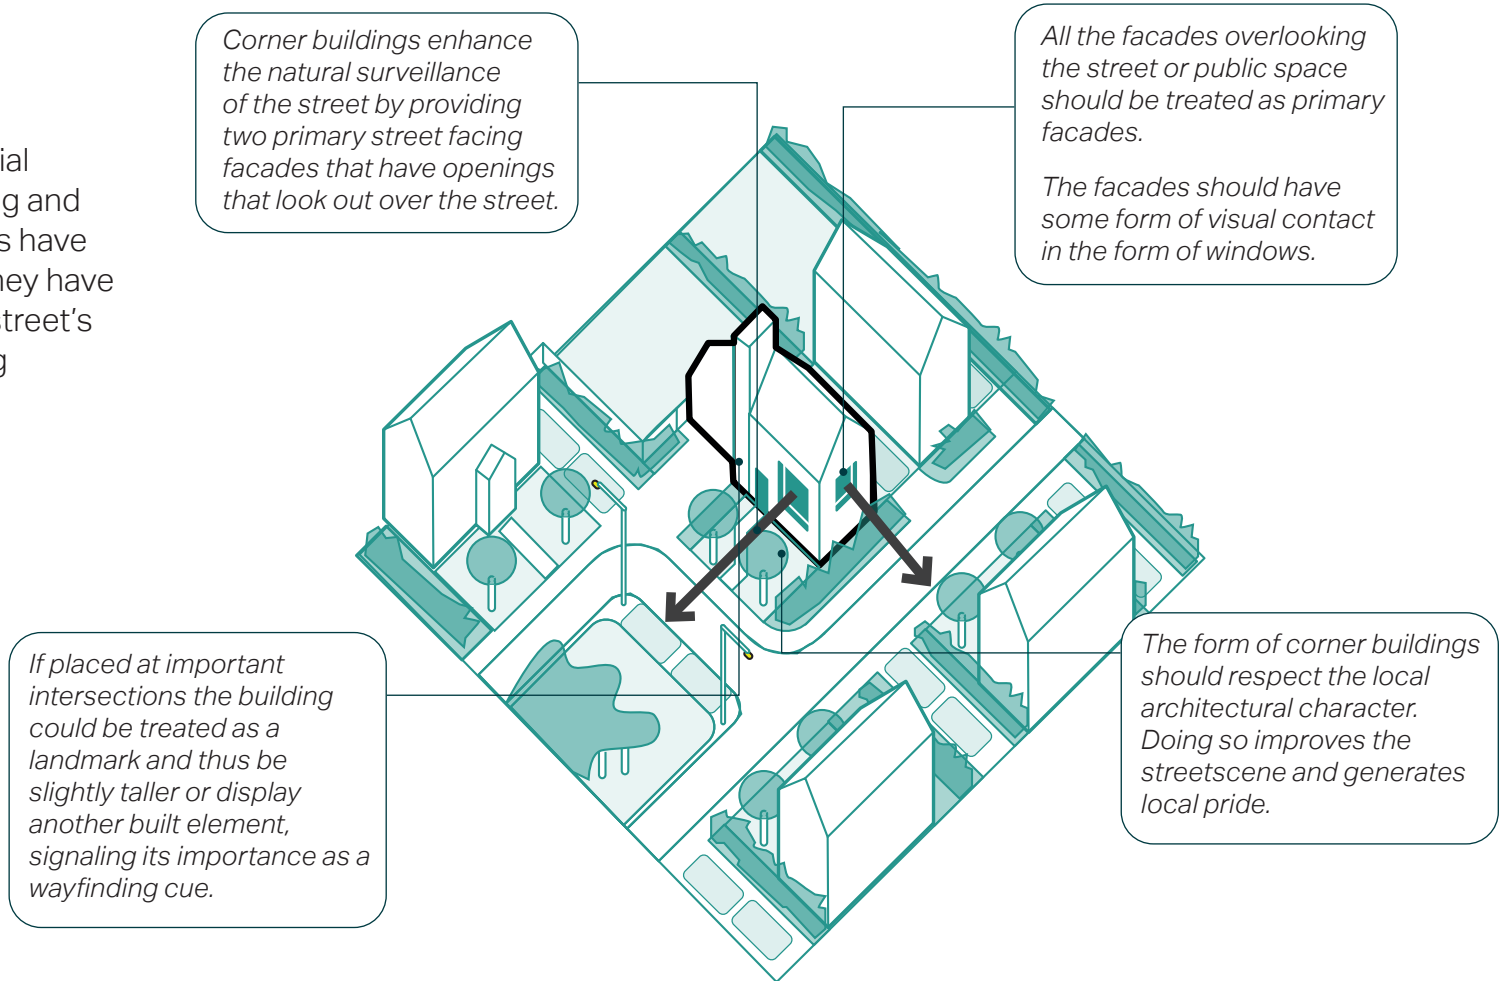 Corner buildings enhance
the natural surveillance
of the street by providing
two primary street facing
facades that have openings
that look out over the street.
All the facades overlooking
the street or public space
should be treated as primary
facades.
The facades should have
some form of visual contact
in the form of windows.
ial
g and
s have
ney have
street's
g
If placed at important
intersections the building
could be treated as a
landmark and thus be
slightly taller or display
another built element,
signaling its importance as a
wayfinding cue.
The form of corner buildings
should respect the local
architectural character.
Doing so improves the
streetscene and generates
local pride.